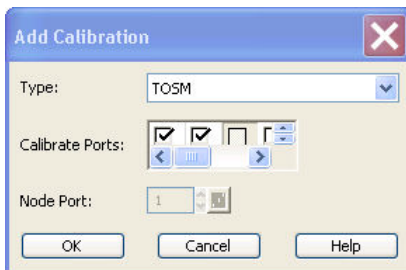 Add Calibration
Type: TOSM
Calibrate Ports:
Node Port: 1
OK Cancel Help